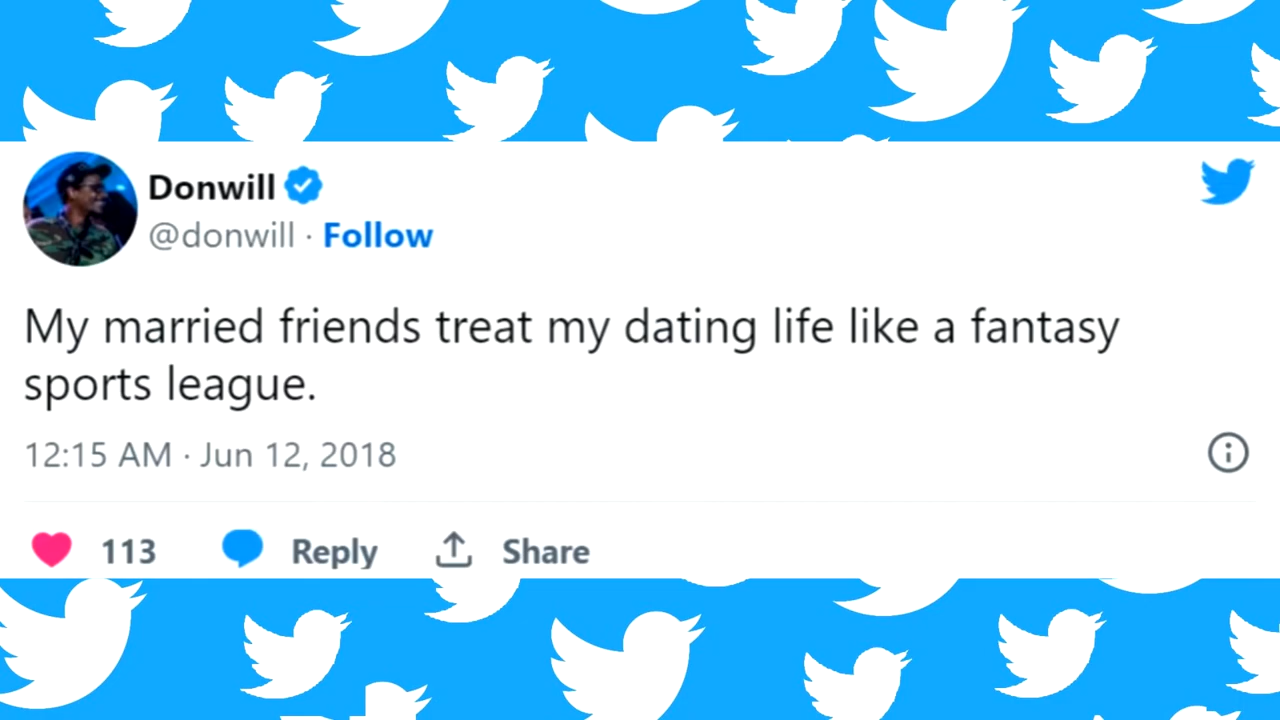 Donwill
@donwill · Follow
My married friends treat my dating life like a fantasy
sports league.
12:15 AM · Jun 12, 2018
113 Reply Share